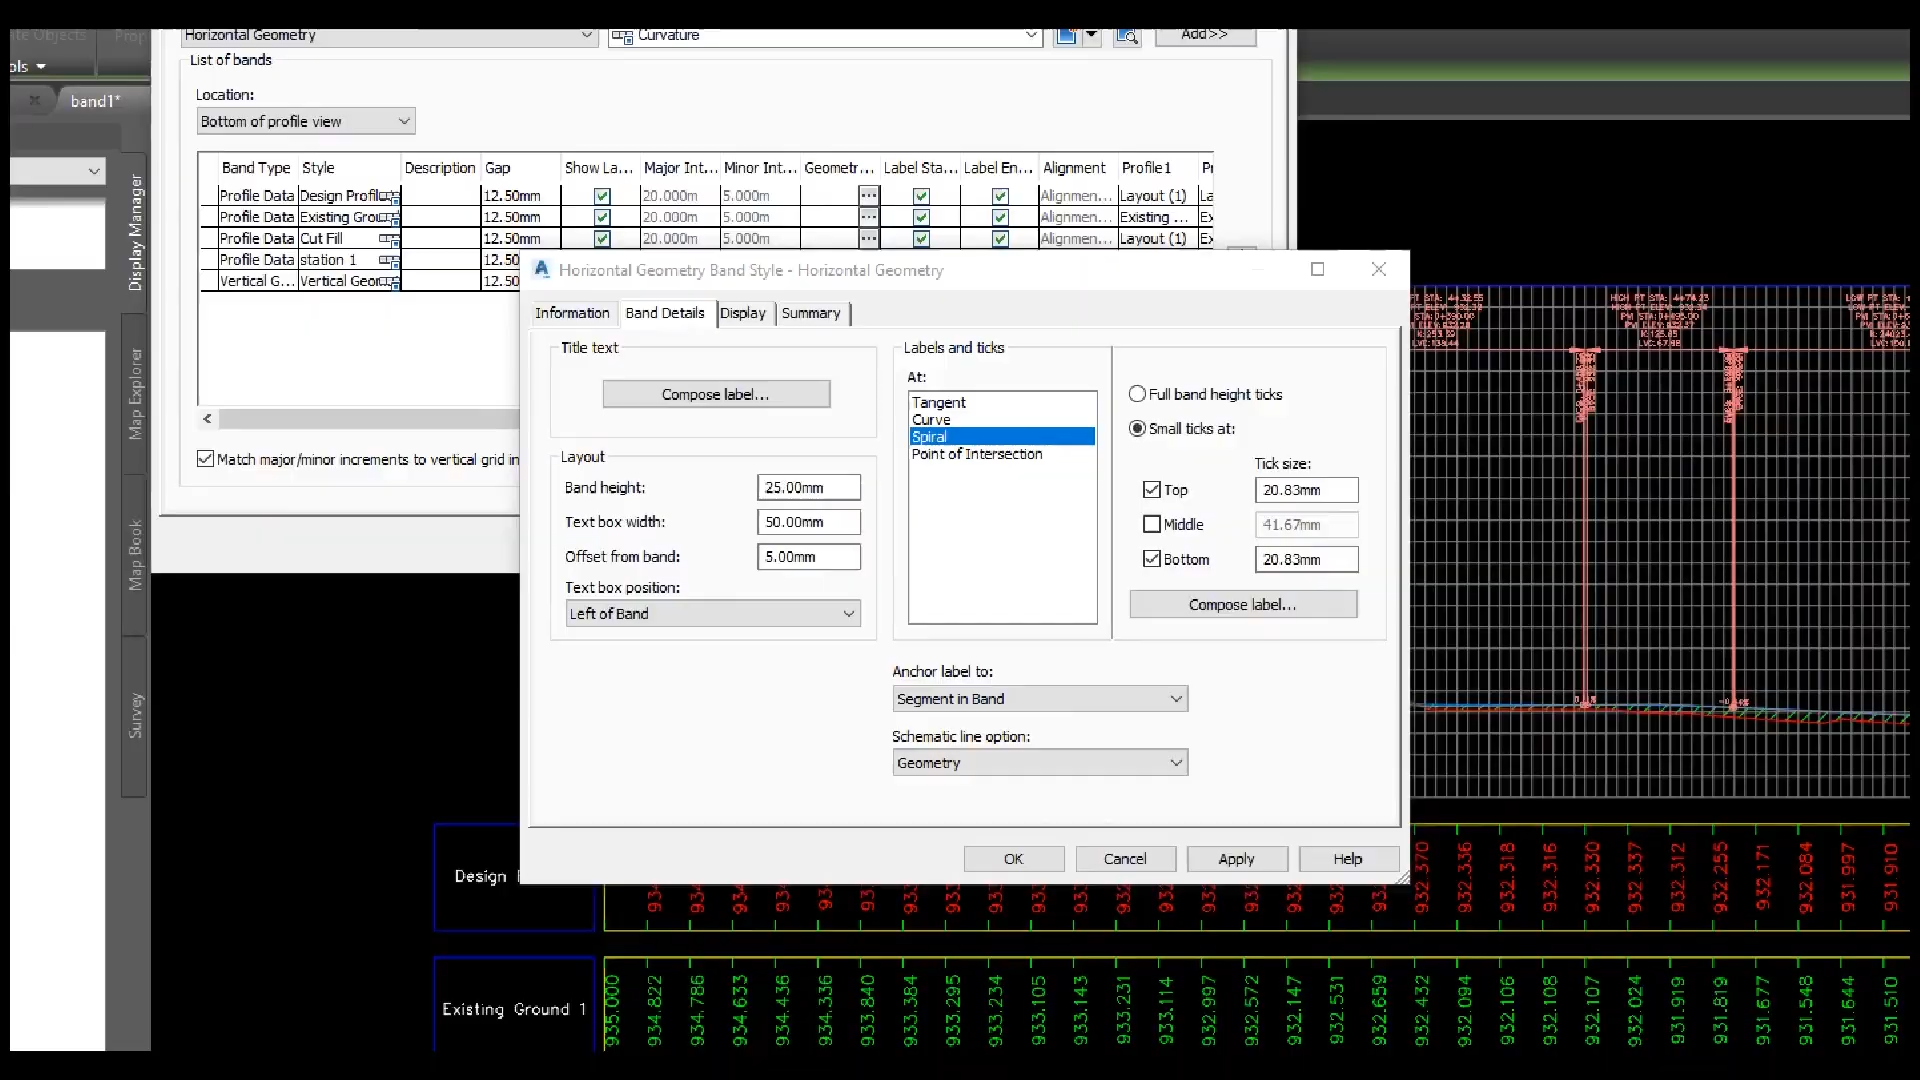 te Objects
Prop
ols
band1*
Display Manager
Map Explorer
Map Book
Survey
Horizontal Geometry
Curvature
Add>>
List of bands
Location:
Bottom of profile view
Band Type Style Description Gap Show La... Major Int... Minor Int... Geometr... Label Sta... Label En... Alignment Profile1
Profile Data Design Profil 12.50mm 20.000m 5.000m ... Alignmen... Layout (1) La
Profile Data Existing Grou 12.50mm 20.000m 5.000m ... Alignmen... Existing ... Ex
Profile Data Cut Fill 12.50mm 20.000m 5.000m ... Alignmen... Layout (1) Ex
Profile Data station 1 12.50
Vertical G... Vertical Geom 12.50
Match major/minor increments to vertical grid in
Horizontal Geometry Band Style - Horizontal Geometry
Information Band Details Display Summary
Title text
Compose label...
Layout
Band height: 25.00mm
Text box width: 50.00mm
Offset from band: 5.00mm
Text box position:
Left of Band
Labels and ticks
At:
Tangent
Curve
Spiral
Point of Intersection
Full band height ticks
Small ticks at:
Tick size:
Top 20.83mm
Middle 41.67mm
Bottom 20.83mm
Compose label...
Anchor label to:
Segment in Band
Schematic line option:
Geometry
OK Cancel Apply Help
Design
932.370 932.336 932.318 932.316 932.330 932.337 932.312 932.255 932.171 932.084 931.997 931.910
Existing Ground 1
935.000 934.822 934.786 934.633 934.436 934.336 933.840 933.384 933.295 933.234 933.105 933.143 933.231 933.114 932.997 932.572 932.147 932.531 932.659 932.432 932.094 932.106 932.108 932.107 932.024 931.919 931.819 931.677 931.548 931.644 931.510